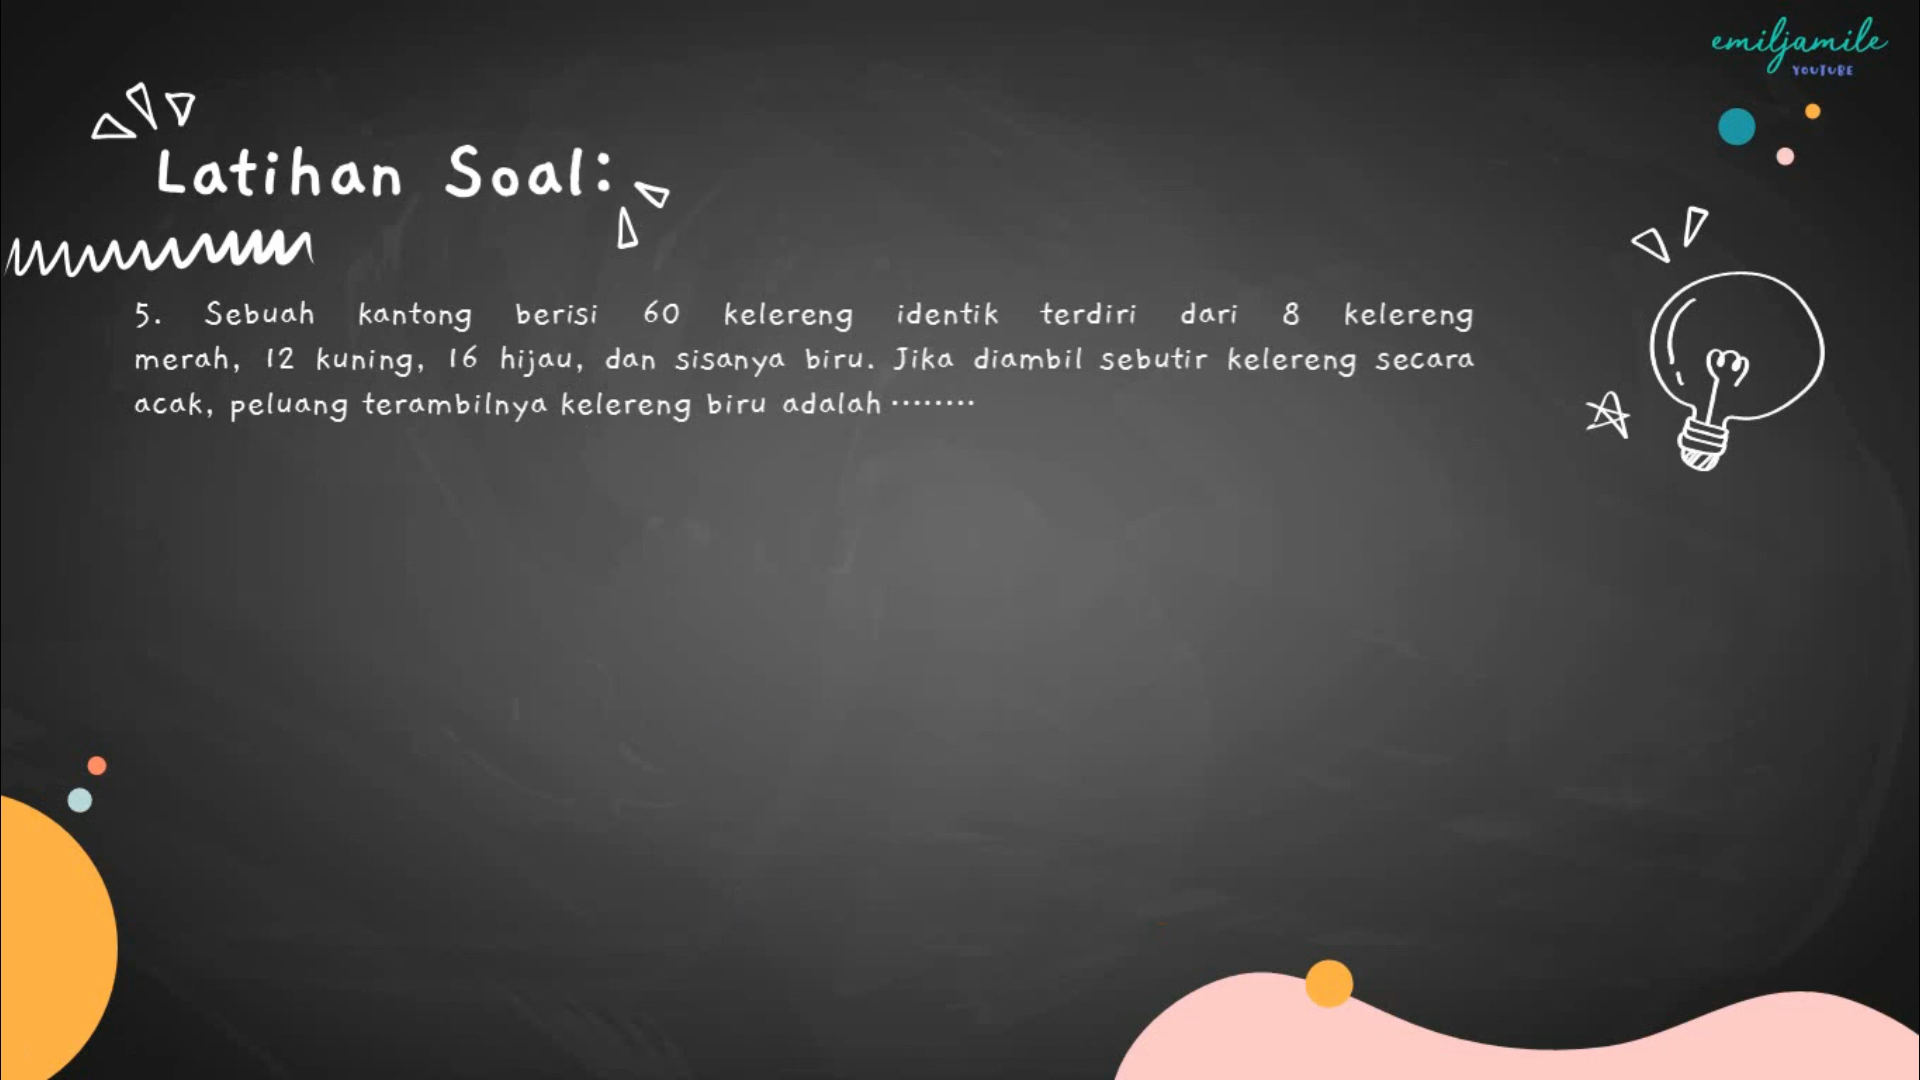 emiljamile
YOUTUBE
Latihan Soal:
5. Sebuah kantong berisi 60 kelereng identik terdiri dari 8 kelereng
merah, 12 kuning, 16 hijau, dan sisanya biru. Jika diambil sebutir kelereng secara
acak, peluang terambilnya kelereng biru adalah ........